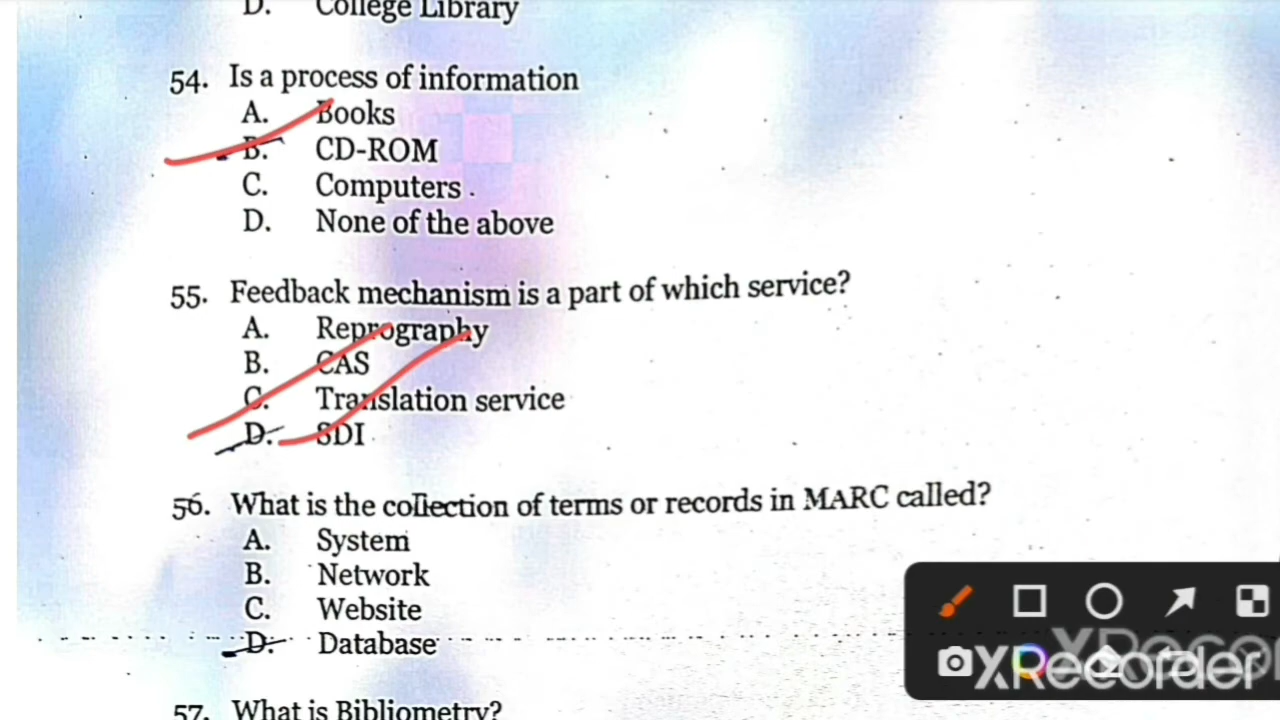 D. College Library
54. Is a process of information
A. Books
B. CD-ROM
C. Computers
D. None of the above
55. Feedback mechanism is a part of which service?
A. Reprography
B. CAS
C. Translation service
D. SDI
56. What is the collection of terms or records in MARC called?
A. System
B. Network
C. Website
D. Database
57. What is Bibliometry?
XRecorder